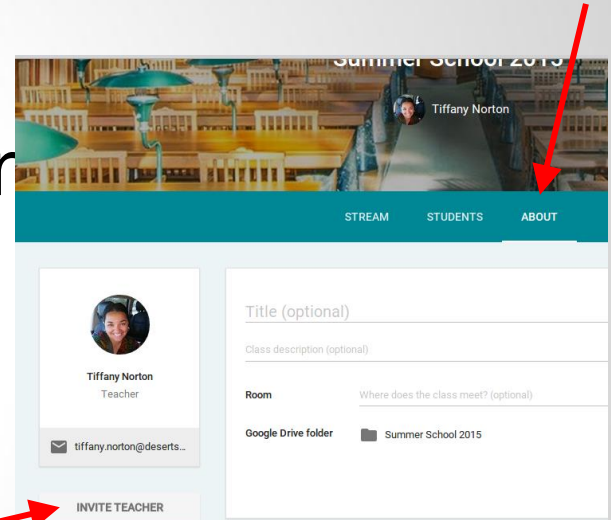 Summer School 2015
Tiffany Norton
r
STREAM STUDENTS ABOUT
Title (optional)
Class description (optional)
Tiffany Norton
Teacher
Room Where does the class meet? (optional)
Google Drive folder Summer School 2015
tiffany.norton@deserts...
INVITE TEACHER